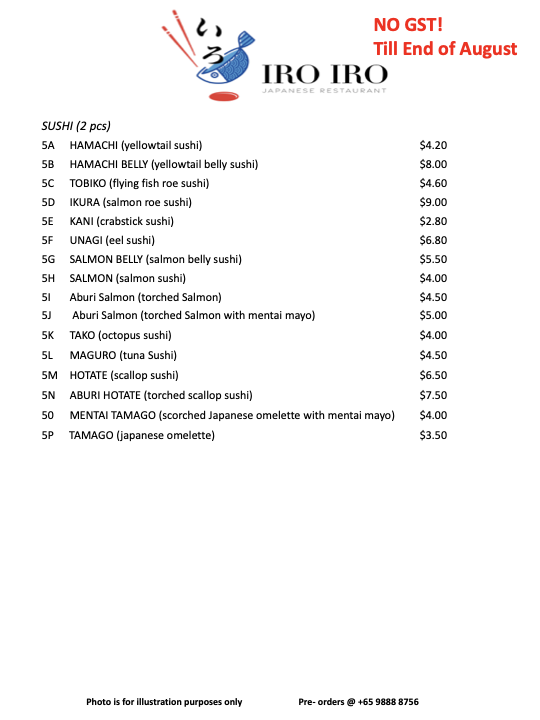 いろ
IRO IRO
JAPANESE RESTAURANT
NO GST!
Till End of August
SUSHI (2 pcs)
5A HAMACHI (yellowtail sushi) $4.20
5B HAMACHI BELLY (yellowtail belly sushi) $8.00
5C TOBIKO (flying fish roe sushi) $4.60
5D IKURA (salmon roe sushi) $9.00
5E KANI (crabstick sushi) $2.80
5F UNAGI (eel sushi) $6.80
5G SALMON BELLY (salmon belly sushi) $5.50
5H SALMON (salmon sushi) $4.00
5I Aburi Salmon (torched Salmon) $4.50
5J Aburi Salmon (torched Salmon with mentai mayo) $5.00
5K TAKO (octopus sushi) $4.00
5L MAGURO (tuna Sushi) $4.50
5M HOTATE (scallop sushi) $6.50
5N ABURI HOTATE (torched scallop sushi) $7.50
50 MENTAI TAMAGO (scorched Japanese omelette with mentai mayo) $4.00
5P TAMAGO (japanese omelette) $3.50
Photo is for illustration purposes only Pre- orders @ +65 9888 8756